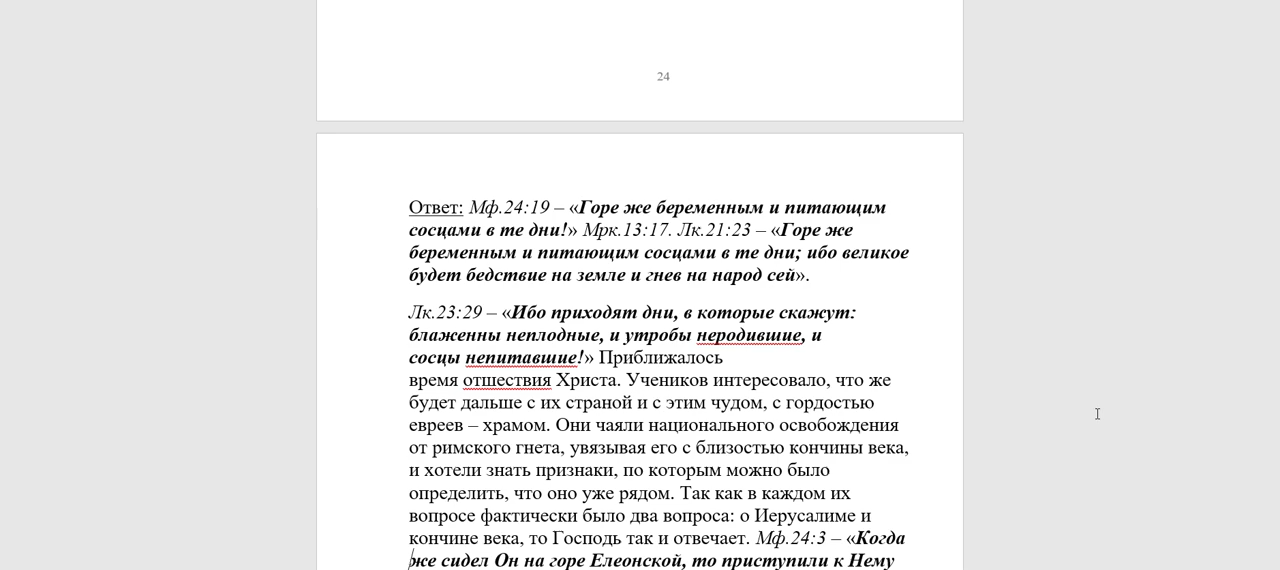 24
Ответ: Мф.24:19 – «Горе же беременным и питающим
сосцами в те дни!» Мрк.13:17. Лк.21:23 – «Горе же
беременным и питающим сосцами в те дни; ибо великое
будет бедствие на земле и гнев на народ сей».
Лк.23:29 – «Ибо приходят дни, в которые скажут:
блаженны неплодные, и утробы неродившие, и
сосцы непитавшие!» Приближалось
время отшествия Христа. Учеников интересовало, что же
будет дальше с их страной и с этим чудом, с гордостью
евреев – храмом. Они чаяли национального освобождения
от римского гнета, увязывая его с близостью кончины века,
и хотели знать признаки, по которым можно было
определить, что оно уже рядом. Так как в каждом их
вопросе фактически было два вопроса: о Иерусалиме и
кончине века, то Господь так и отвечает. Мф.24:3 – «Когда
же сидел Он на горе Елеонской, то приступили к Нему